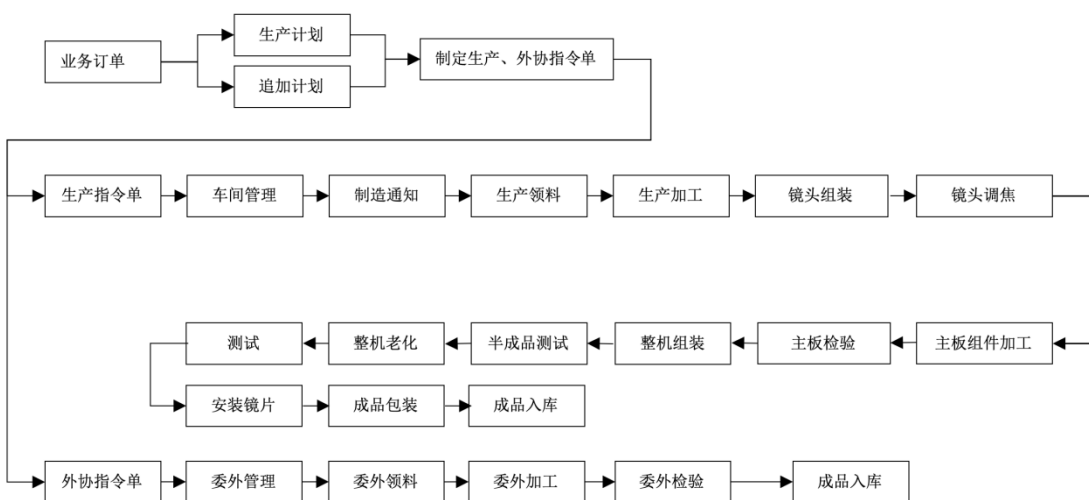 业务订单
生产计划
追加计划
制定生产、外协指令单
生产指令单
车间管理
制造通知
生产领料
生产加工
镜头组装
镜头调焦
测试
整机老化
半成品测试
整机组装
主板检验
主板组件加工
安装镜片
成品包装
成品入库
外协指令单
委外管理
委外领料
委外加工
委外检验
成品入库